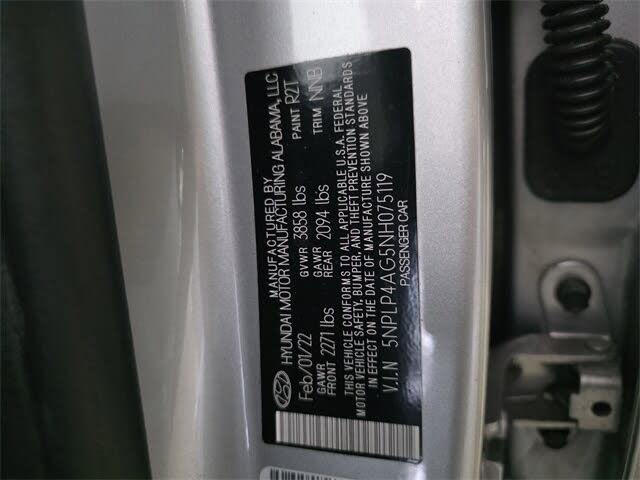 MANUFACTURED BY
HYUNDAI MOTOR MANUFACTURING ALABAMA, LLC
Feb/01/22 GVWR 3858 lbs PAINT R2T
GAWR FRONT 2271 lbs GAWR REAR 2094 lbs TRIM NNB
THIS VEHICLE CONFORMS TO ALL APPLICABLE U.S.A. FEDERAL
MOTOR VEHICLE SAFETY, BUMPER, AND THEFT PREVENTION STANDARDS
IN EFFECT ON THE DATE OF MANUFACTURE SHOWN ABOVE
V.I.N 5NPLP4AG5NH075119
PASSENGER CAR